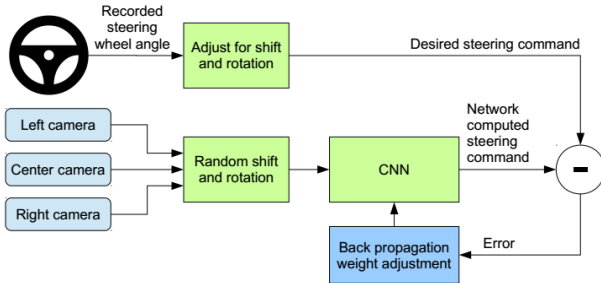 Recorded
steering
wheel angle
Adjust for shift
and rotation
Desired steering command
Left camera
Center camera
Right camera
Random shift
and rotation
CNN
Network
computed
steering
command
-
Back propagation
weight adjustment
Error